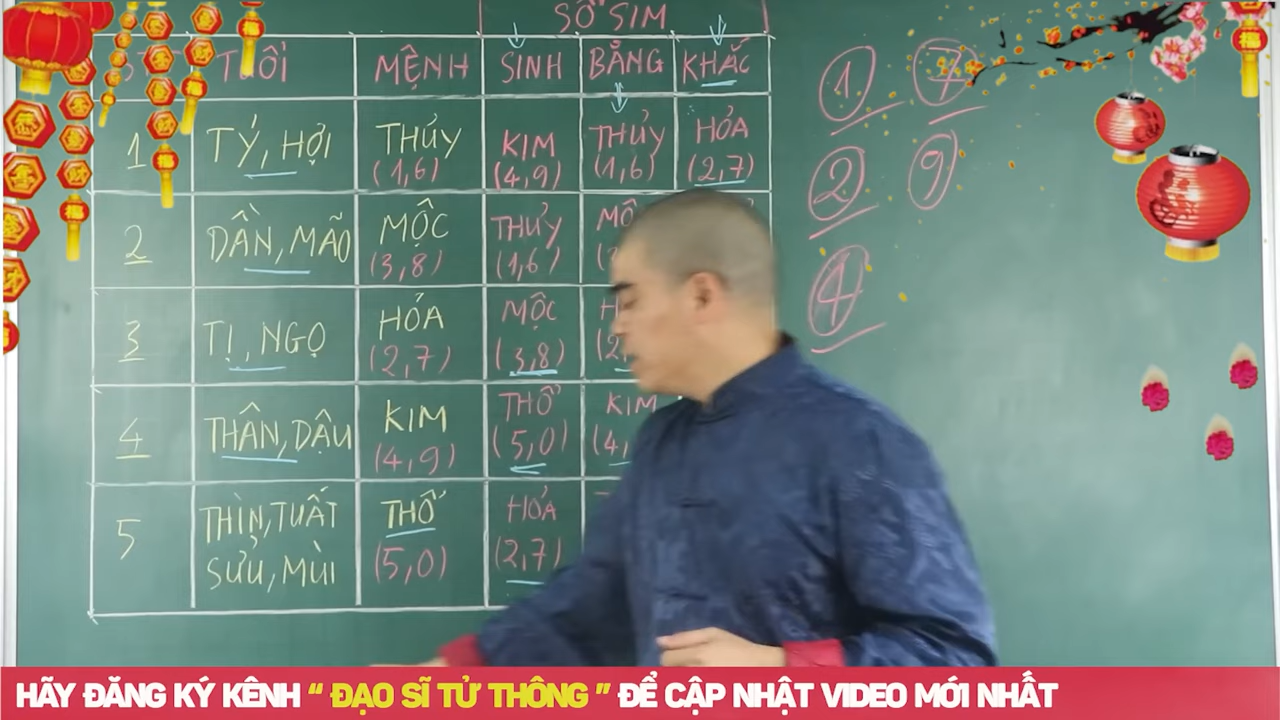 SỐ SIM
TUỔI MỆNH SINH BẰNG KHẮC
1 TÝ, HỢI THỦY KIM THỦY HỎA
(1,6) (4,9) (1,6) (2,7)
2 DẦN, MÃO MỘC THỦY
(3,8) (1,6)
3 TỊ, NGỌ HỎA MỘC
(2,7) (3,8)
4 THÂN, DẬU KIM THỔ KIM
(4,9) (5,0)
5 THÌN, TUẤT THỔ HỎA
SỬU, MÙI (5,0) (2,7)
1 7
2 9
4
HÃY ĐĂNG KÝ KÊNH “ ĐẠO SĨ TỬ THÔNG ” ĐỂ CẬP NHẬT VIDEO MỚI NHẤT